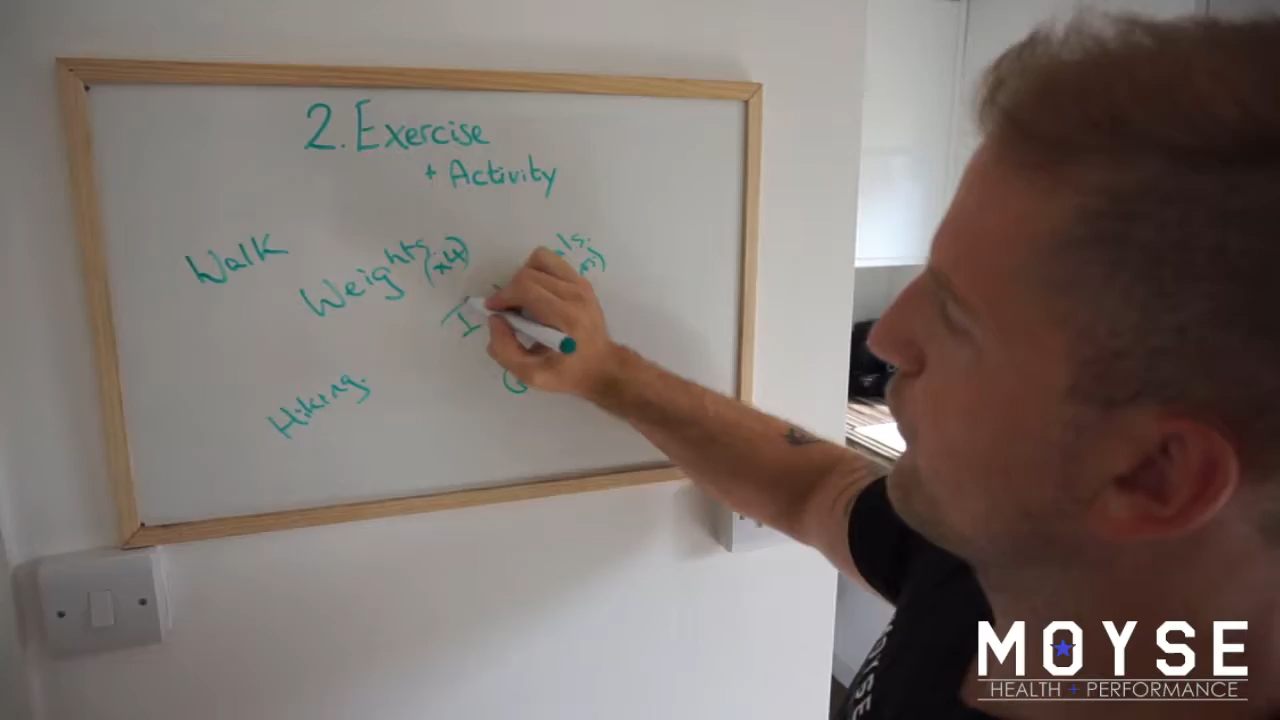 2. Exercise
+ Activity
Walk
Weights
(x4)
Hiking.
MOYSE
HEALTH + PERFORMANCE